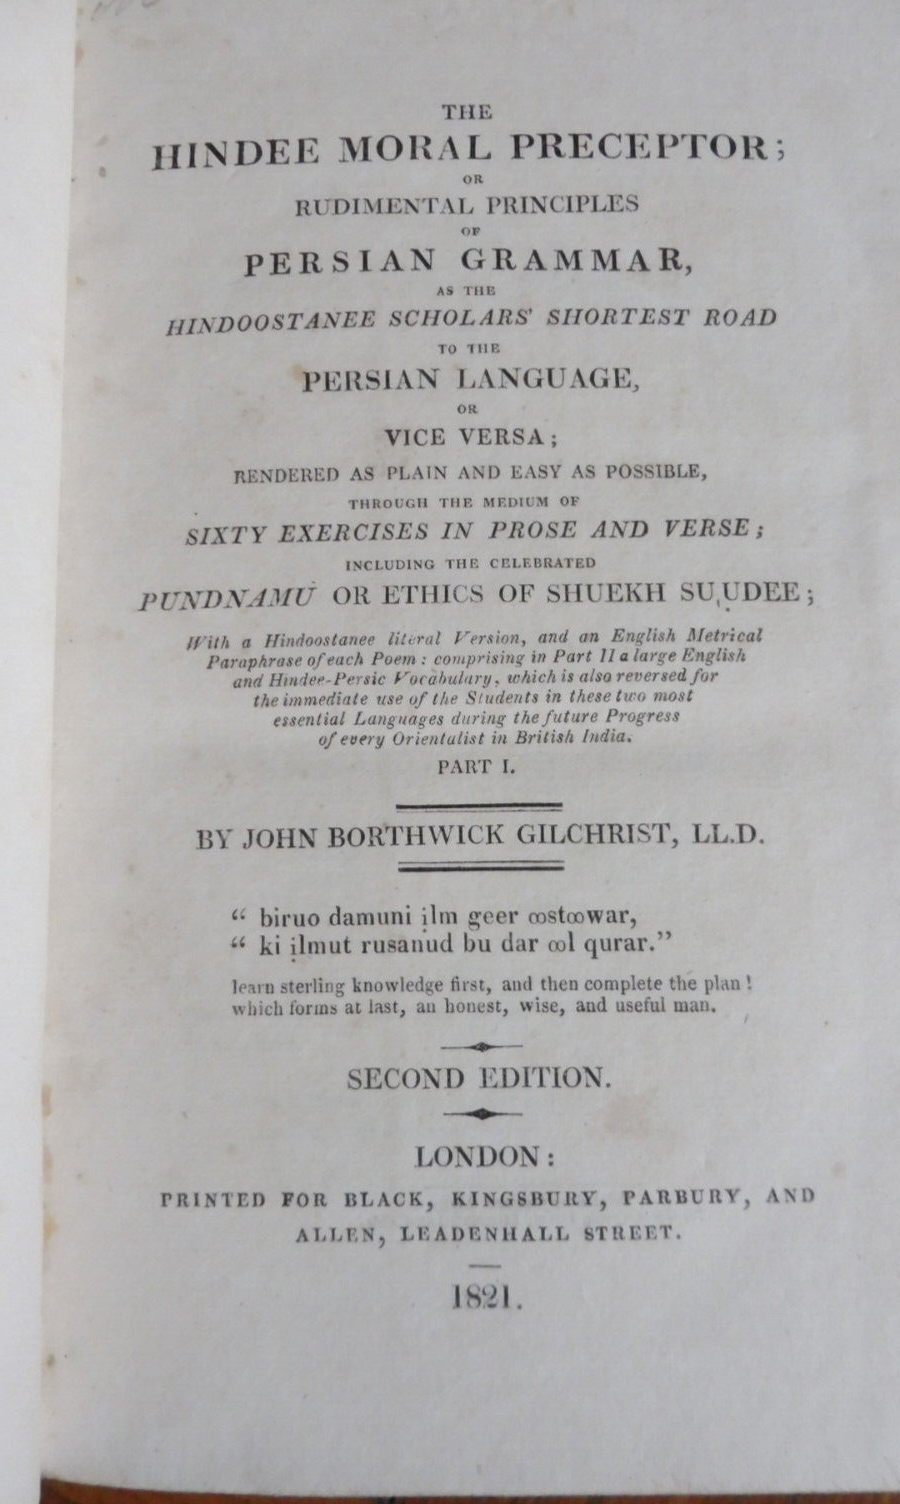 THE
HINDEE MORAL PRECEPTOR;
OR
RUDIMENTAL PRINCIPLES
OF
PERSIAN GRAMMAR,
AS THE
HINDOOSTANEE SCHOLARS' SHORTEST ROAD
TO THE
PERSIAN LANGUAGE,
OR
VICE VERSA;
RENDERED AS PLAIN AND EASY AS POSSIBLE,
THROUGH THE MEDIUM OF
SIXTY EXERCISES IN PROSE AND VERSE;
INCLUDING THE CELEBRATED
PUNDNAMU OR ETHICS OF SHUEKH SU,UDEE;
With a Hindoostanee literal Version, and an English Metrical
Paraphrase of each Poem: comprising in Part II a large English
and Hindee-Persic Vocabulary, which is also reversed for
the immediate use of the Students in these two most
essential Languages during the future Progress
of every Orientalist in British India.
PART I.
BY JOHN BORTHWICK GILCHRIST, LL.D.
“ biruo damuni ịlm geer ꝏstꝏwar,
“ ki ịlmut rusanud bu dar ꝏl qurar.”
learn sterling knowledge first, and then complete the plan!
which forms at last, an honest, wise, and useful man.
SECOND EDITION.
LONDON:
PRINTED FOR BLACK, KINGSBURY, PARBURY, AND
ALLEN, LEADENHALL STREET.
1821.